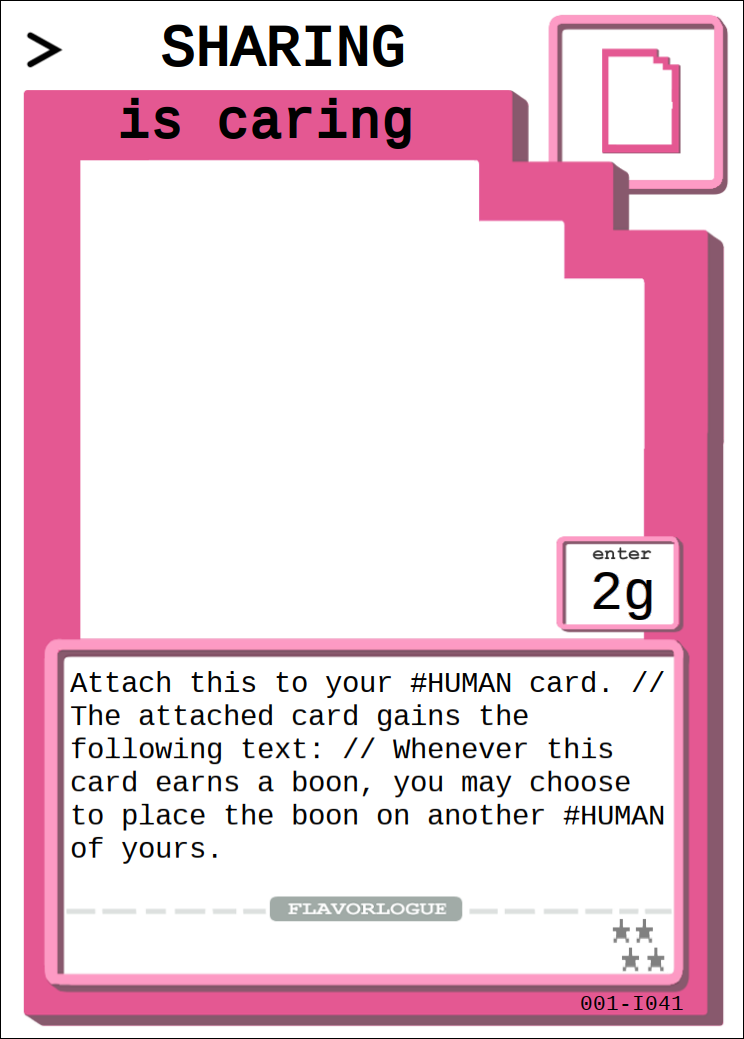 > SHARING
is caring
enter
2g
Attach this to your #HUMAN card. //
The attached card gains the
following text: // Whenever this
card earns a boon, you may choose
to place the boon on another #HUMAN
of yours.
FLAVORLOGUE
001-I041